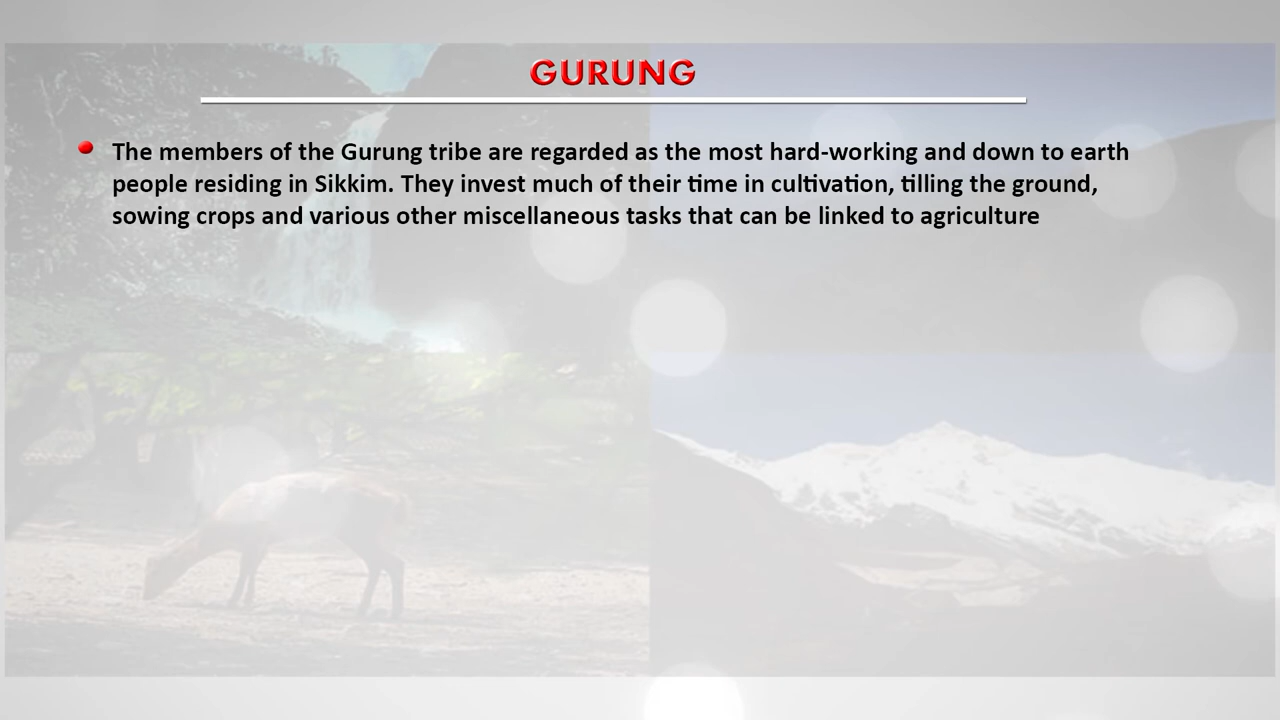 GURUNG
The members of the Gurung tribe are regarded as the most hard-working and down to earth
people residing in Sikkim. They invest much of their time in cultivation, tilling the ground,
sowing crops and various other miscellaneous tasks that can be linked to agriculture